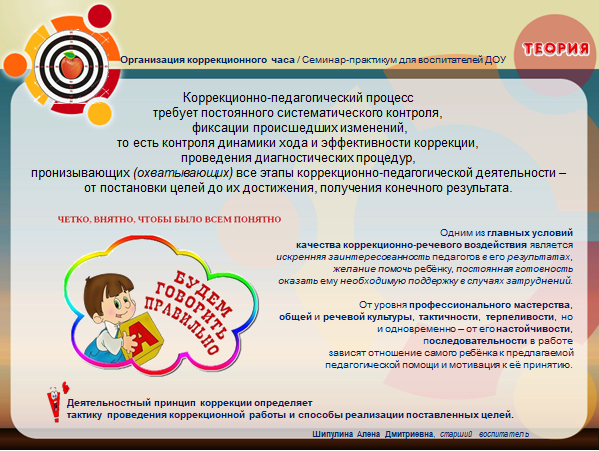 Организация коррекционного часа / Семинар-практикум для воспитателей ДОУ
ТЕОРИЯ
Коррекционно-педагогический процесс
требует постоянного систематического контроля,
фиксации происшедших изменений,
то есть контроля динамики хода и эффективности коррекции,
проведения диагностических процедур,
пронизывающих (охватывающих) все этапы коррекционно-педагогической деятельности –
от постановки целей до их достижения, получения конечного результата.
ЧЕТКО, ВНЯТНО, ЧТОБЫ БЫЛО ВСЕМ ПОНЯТНО
БУДЕМ
ГОВОРИТЬ
ПРАВИЛЬНО
А
Одним из главных условий
качества коррекционно-речевого воздействия является
искренняя заинтересованность педагогов в его результатах,
желание помочь ребёнку, постоянная готовность
оказать ему необходимую поддержку в случаях затруднений.
От уровня профессионального мастерства,
общей и речевой культуры, тактичности, терпеливости, но
и одновременно – от его настойчивости,
последовательности в работе
зависят отношение самого ребёнка к предлагаемой
педагогической помощи и мотивация к её принятию.
Деятельностный принцип коррекции определяет
тактику проведения коррекционной работы и способы реализации поставленных целей.
Шипулина Алена Дмитриевна, старший воспитатель